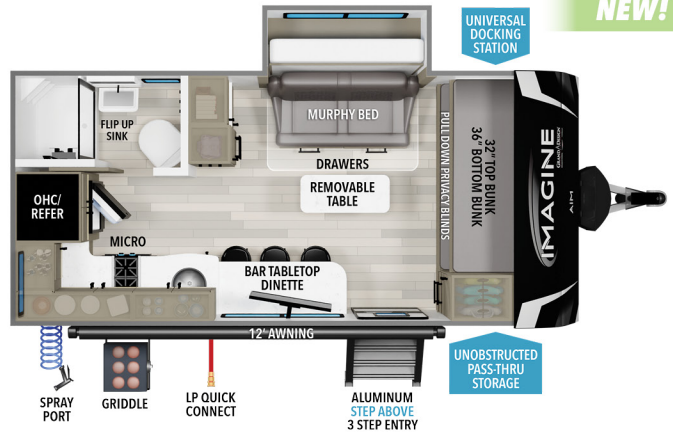 NEW!
UNIVERSAL
DOCKING
STATION
FLIP UP
SINK
MURPHY BED
DRAWERS
REMOVABLE
TABLE
PULL DOWN PRIVACY BLINDS
32" TOP BUNK
36" BOTTOM BUNK
IMAGINE
GRAND DESIGN
AIM
OHC/
REFER
MICRO
BAR TABLETOP
DINETTE
12' AWNING
SPRAY
PORT
GRIDDLE
LP QUICK
CONNECT
ALUMINUM
STEP ABOVE
3 STEP ENTRY
UNOBSTRUCTED
PASS-THRU
STORAGE